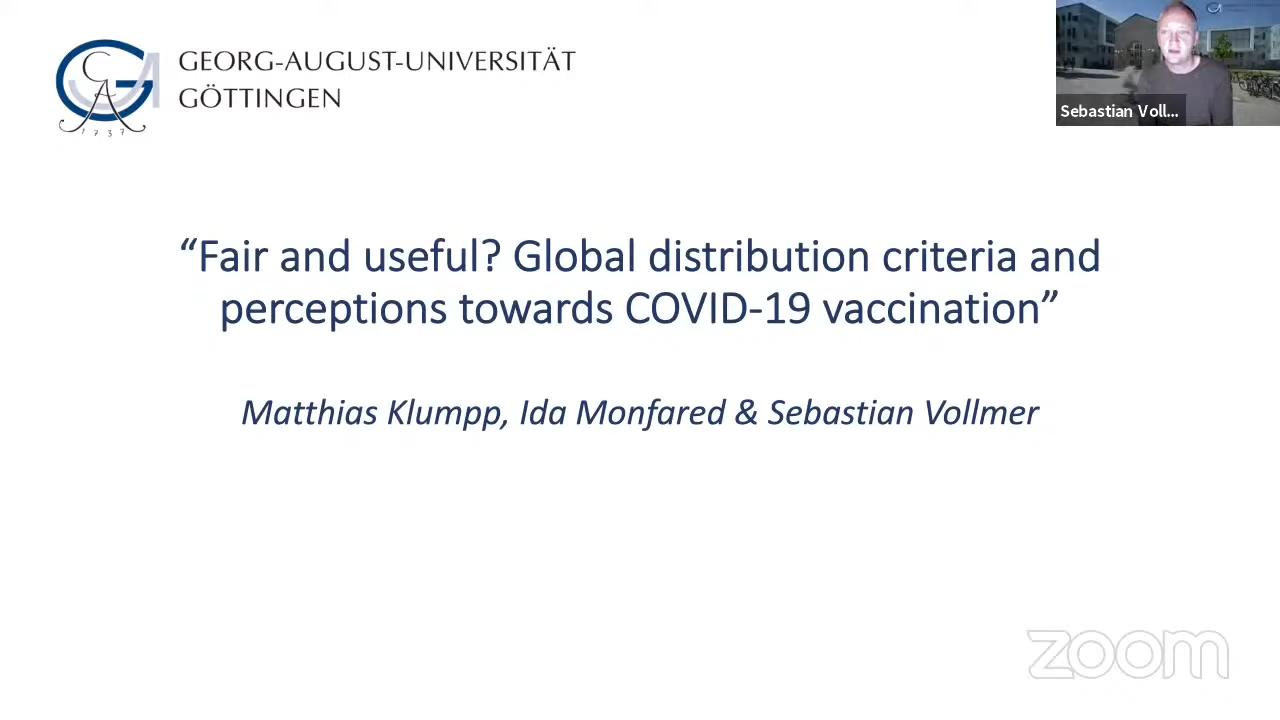 GEORG-AUGUST-UNIVERSITÄT
GÖTTINGEN
1737
Sebastian Voll...
“Fair and useful? Global distribution criteria and
perceptions towards COVID-19 vaccination”
Matthias Klumpp, Ida Monfared & Sebastian Vollmer
zoom